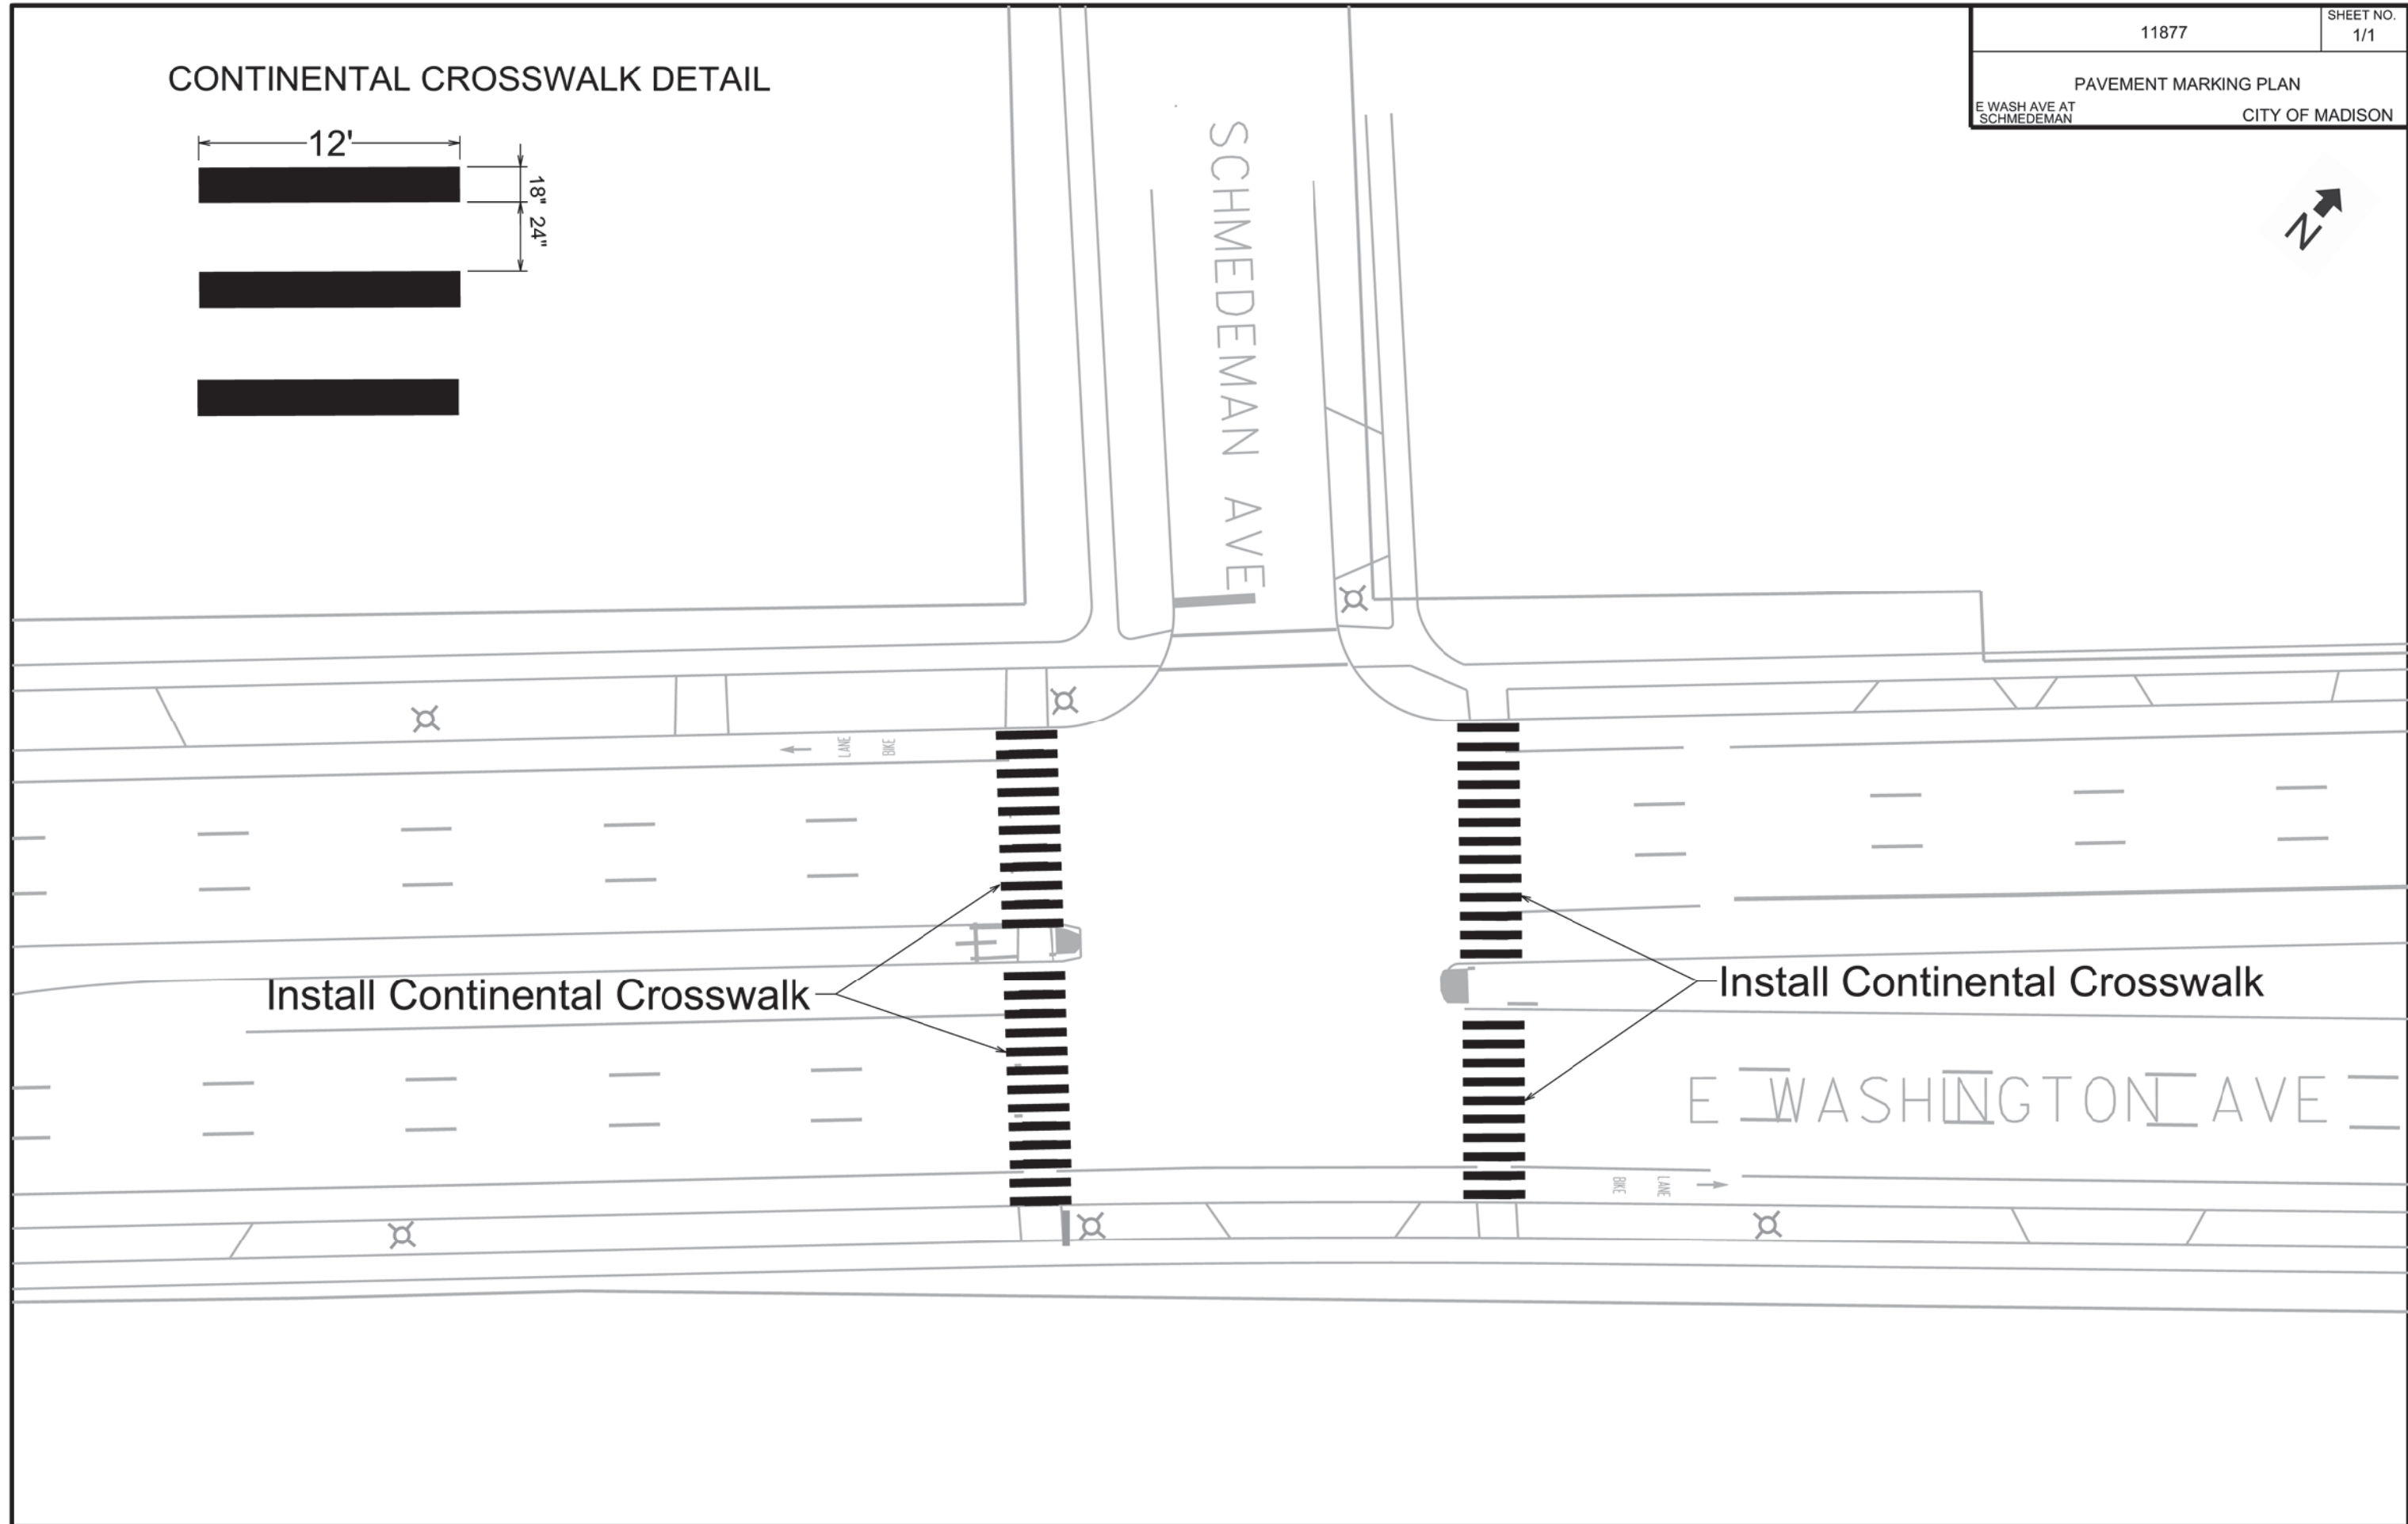 11877
SHEET NO.
1/1
PAVEMENT MARKING PLAN
E WASH AVE AT
SCHMEDEMAN
CITY OF MADISON
CONTINENTAL CROSSWALK DETAIL
12'
18"
24"
N
SCHMEDEMAN AVE
LANE
BIKE
Install Continental Crosswalk
Install Continental Crosswalk
E WASHINGTON AVE
BIKE
LANE